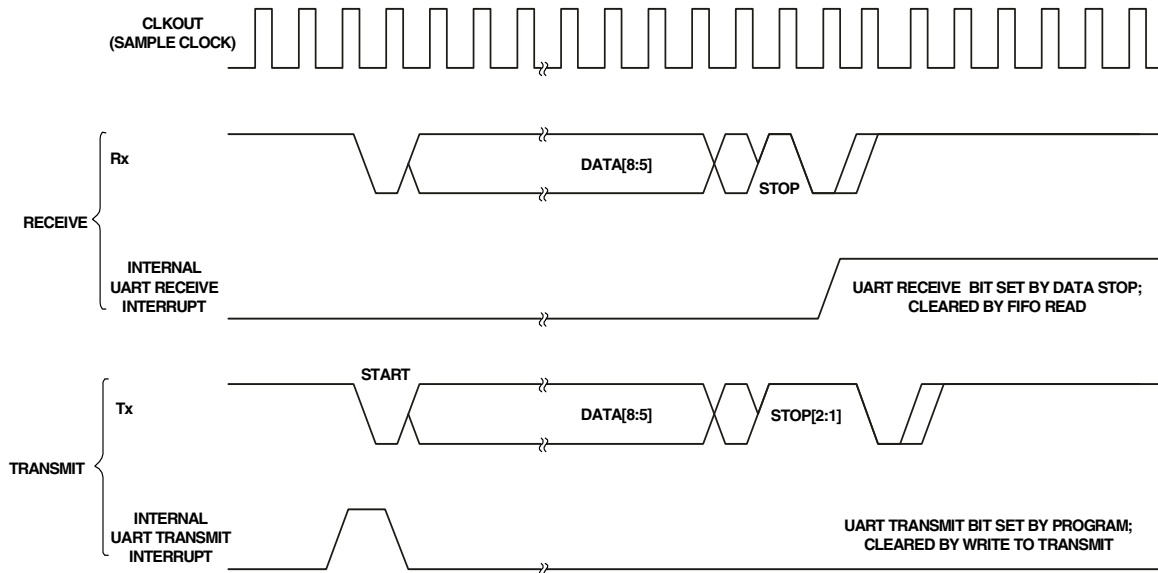 CLKOUT
(SAMPLE CLOCK)
Rx
DATA[8:5]
STOP
RECEIVE
INTERNAL
UART RECEIVE
INTERRUPT
UART RECEIVE BIT SET BY DATA STOP;
CLEARED BY FIFO READ
START
Tx
DATA[8:5]
STOP[2:1]
TRANSMIT
INTERNAL
UART TRANSMIT
INTERRUPT
UART TRANSMIT BIT SET BY PROGRAM;
CLEARED BY WRITE TO TRANSMIT